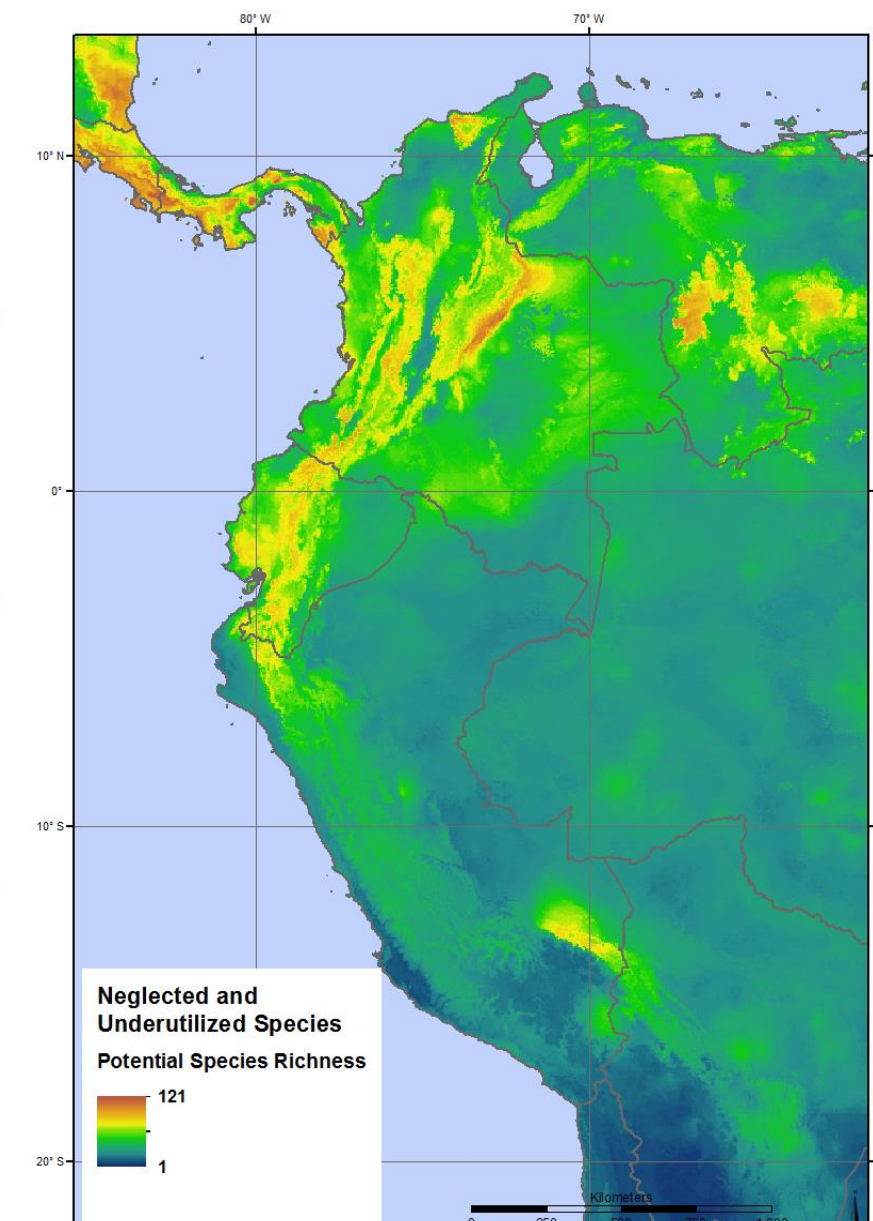 80° W
70° W
10° N
0°
10° S
20° S
Neglected and
Underutilized Species
Potential Species Richness
121
1
Kilometers